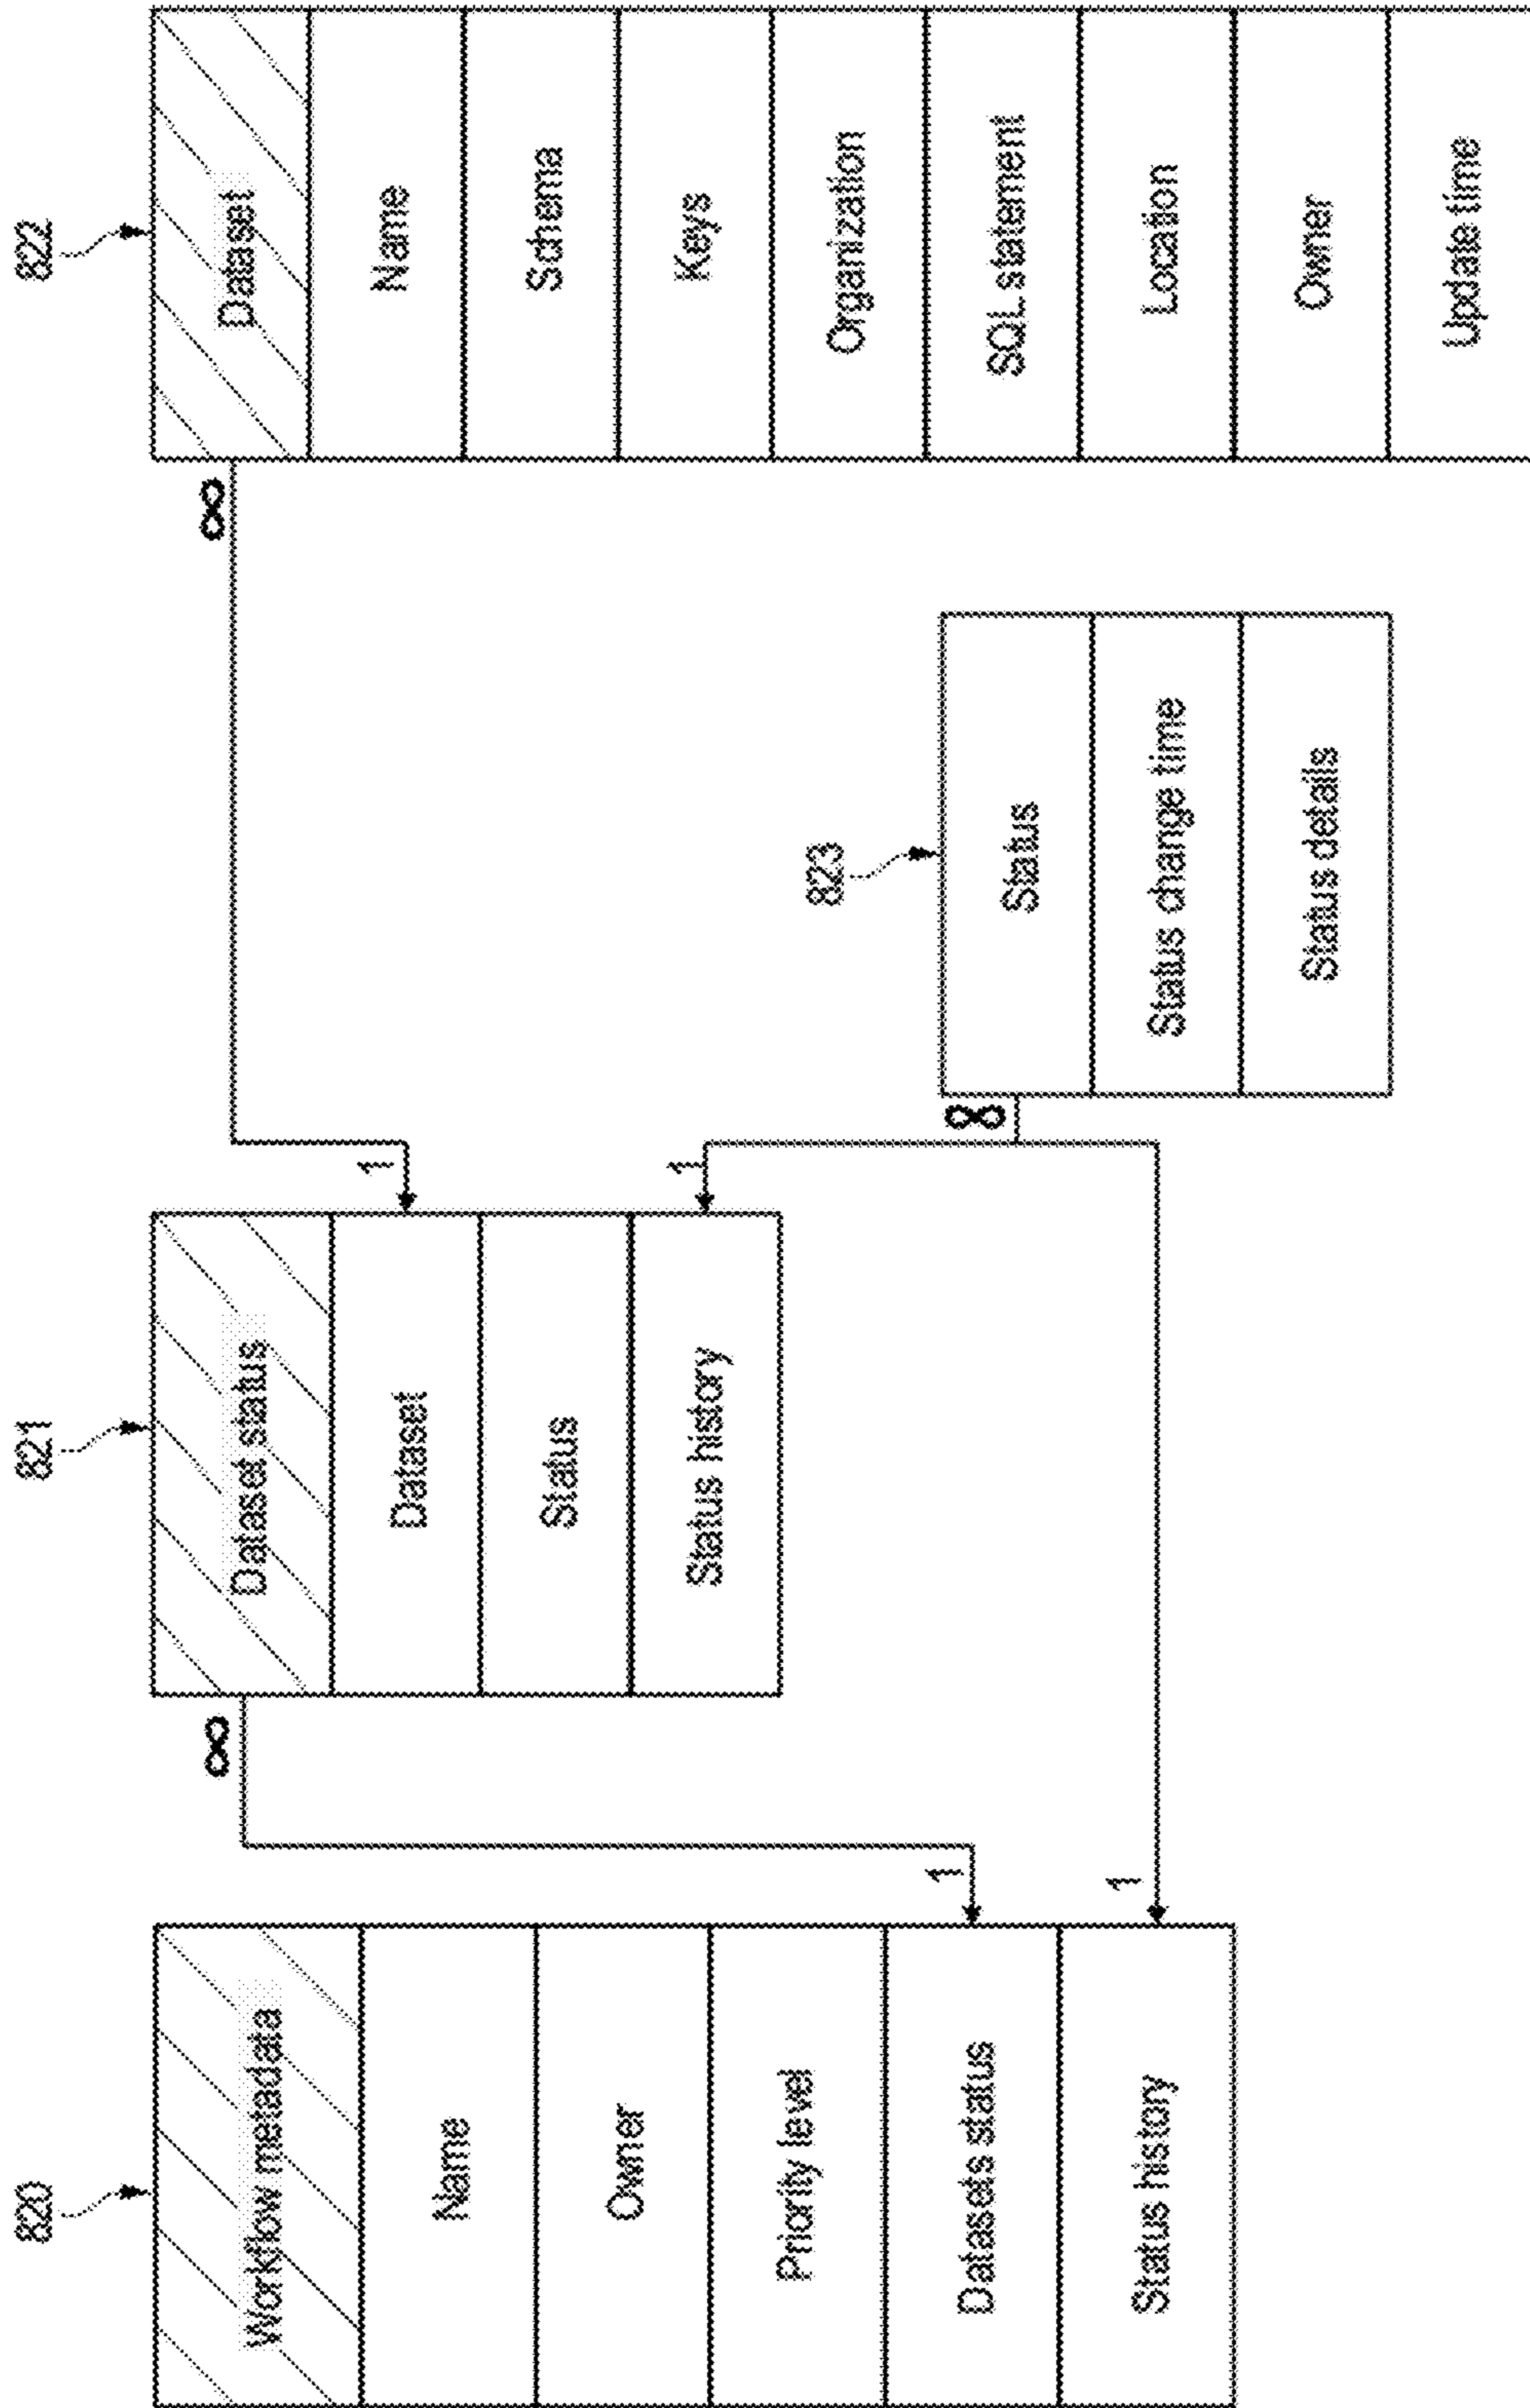 820
Workflow metadata
Name
Owner
Priority level
Datasets status
Status history
∞
1
1
821
Dataset status
Dataset
Status
Status history
∞
1
1
∞
823
Status
Status change time
Status details
822
Dataset
Name
Schema
Keys
Organization
SQL statement
Location
Owner
Update time